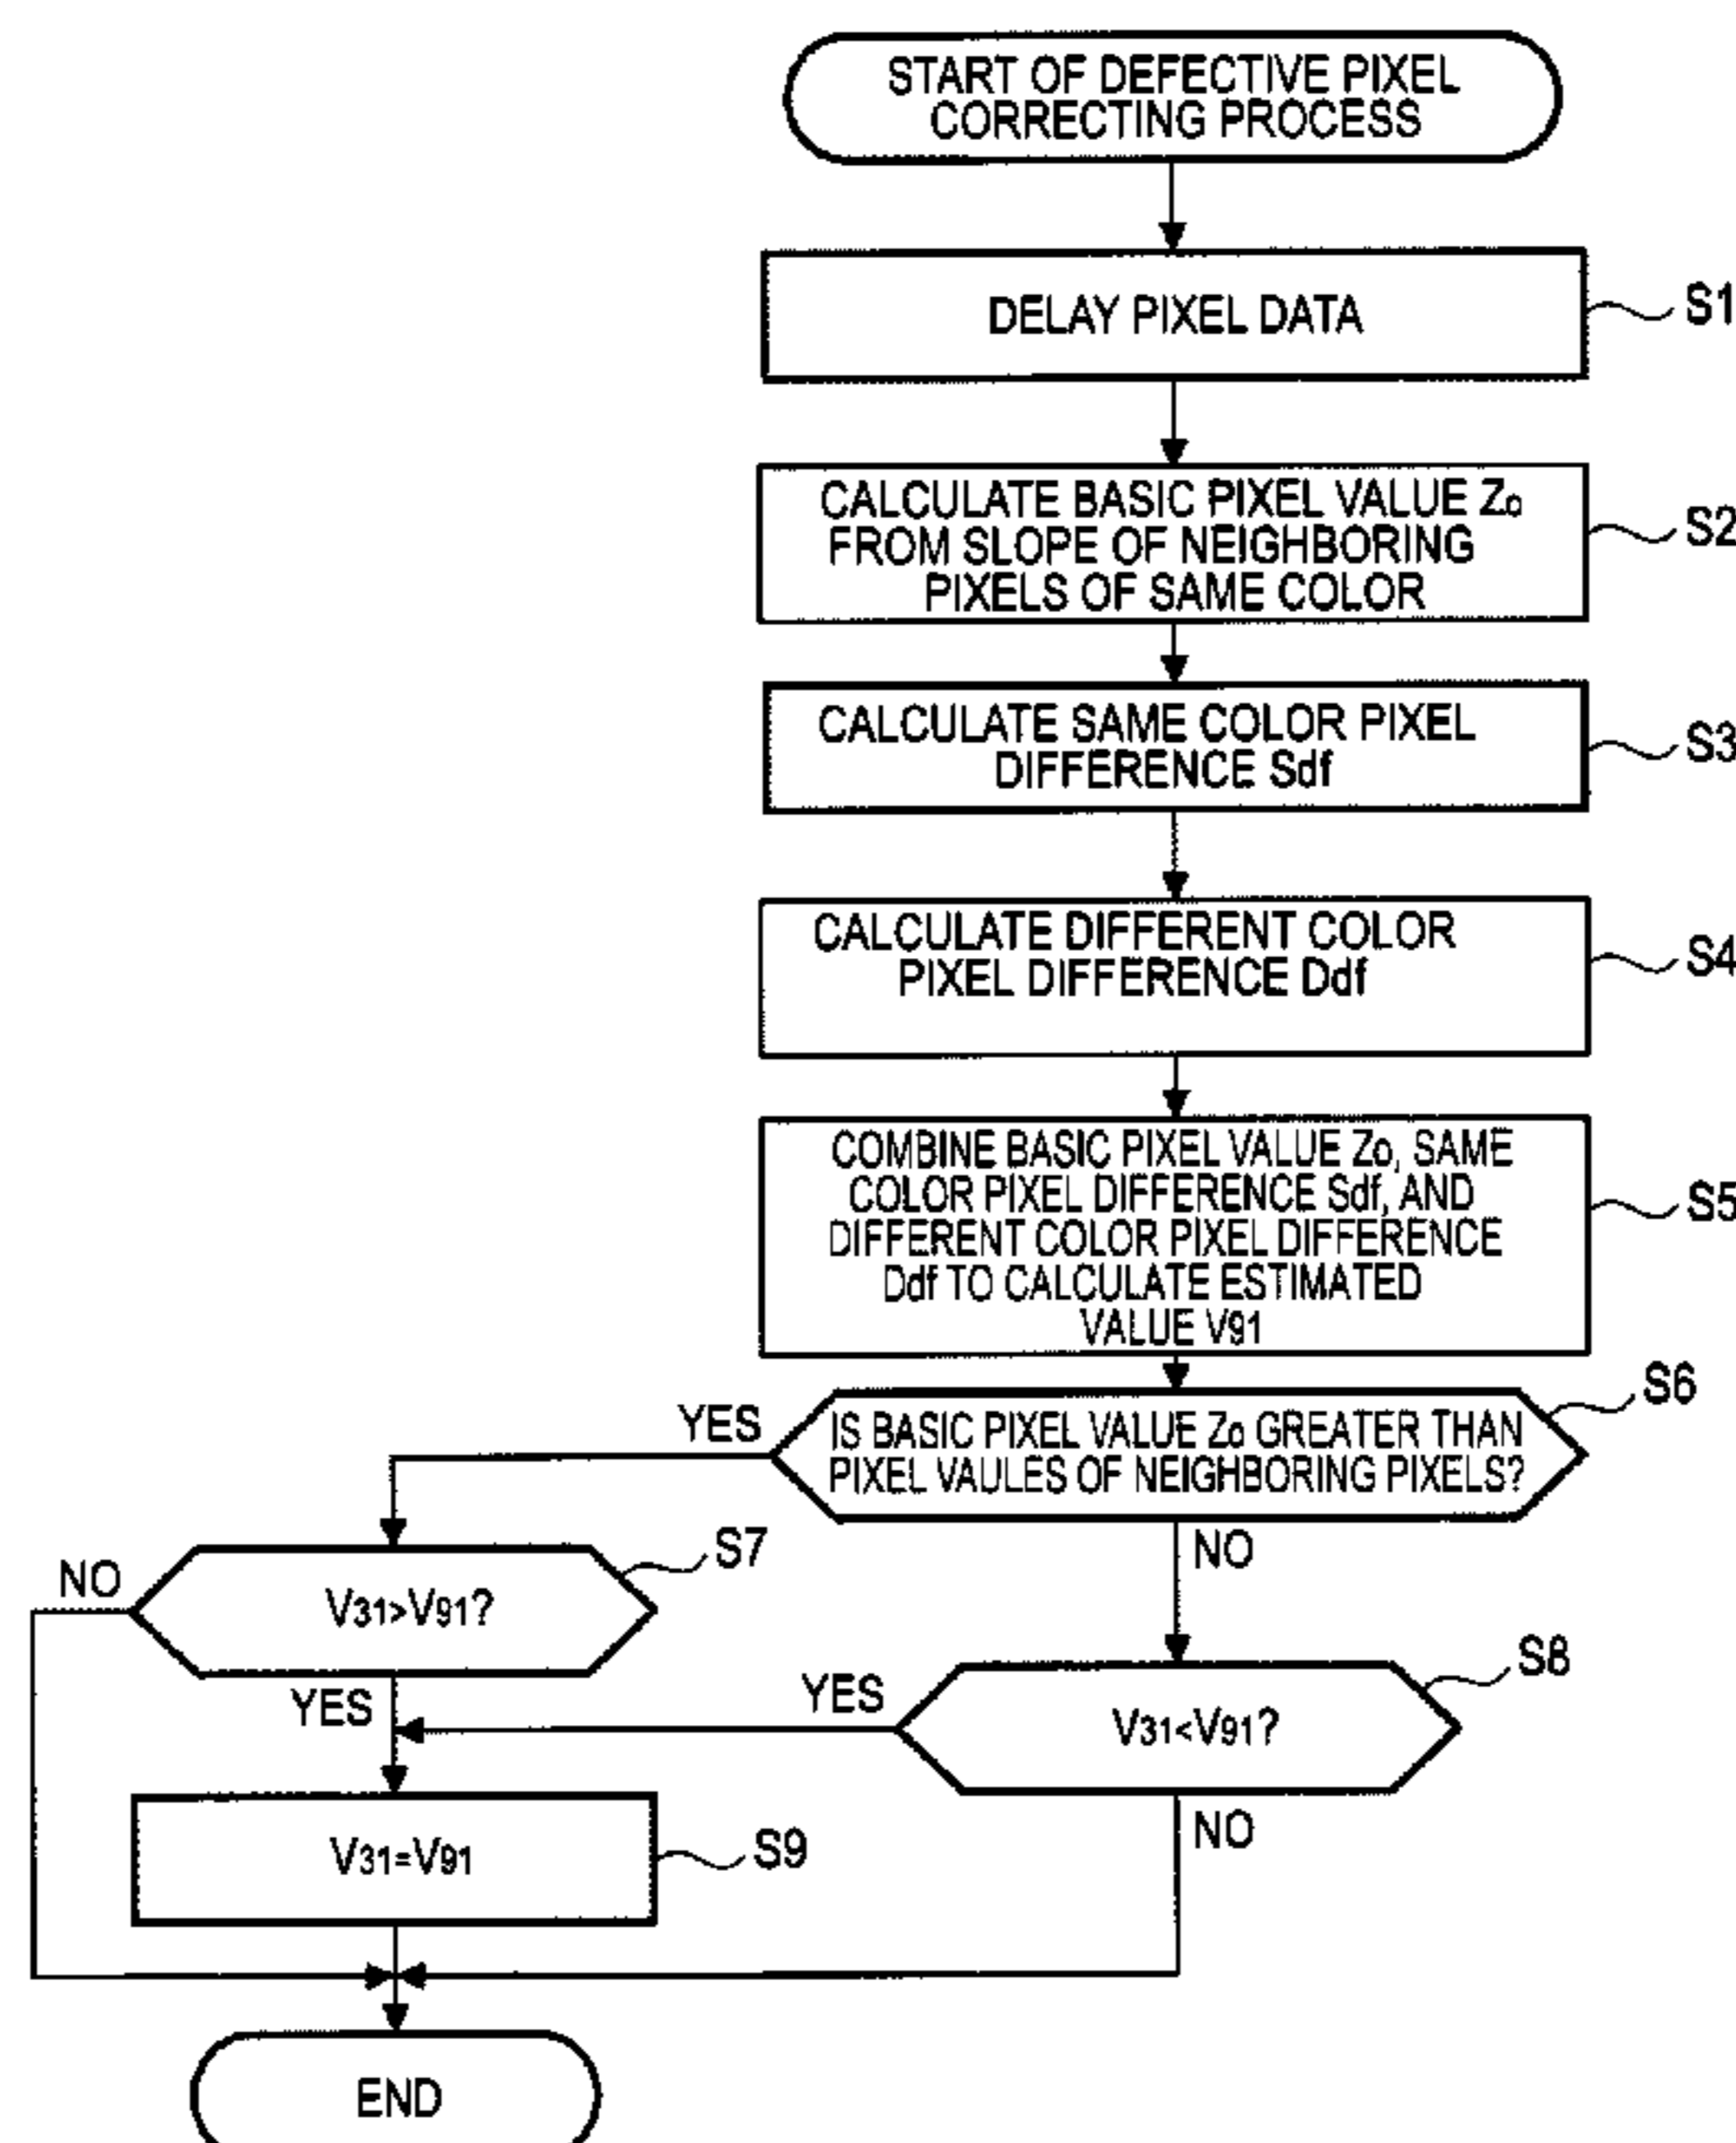 START OF DEFECTIVE PIXEL
CORRECTING PROCESS
DELAY PIXEL DATA
S1
CALCULATE BASIC PIXEL VALUE Zo
FROM SLOPE OF NEIGHBORING
PIXELS OF SAME COLOR
S2
CALCULATE SAME COLOR PIXEL
DIFFERENCE Sdf
S3
CALCULATE DIFFERENT COLOR
PIXEL DIFFERENCE Ddf
S4
COMBINE BASIC PIXEL VALUE Zo, SAME
COLOR PIXEL DIFFERENCE Sdf, AND
DIFFERENT COLOR PIXEL DIFFERENCE
Ddf TO CALCULATE ESTIMATED
VALUE V91
S5
S6
YES
IS BASIC PIXEL VALUE Zo GREATER THAN
PIXEL VAULES OF NEIGHBORING PIXELS?
NO
S7
NO
V31>V91?
YES
S8
YES
V31<V91?
NO
V31=V91
S9
END